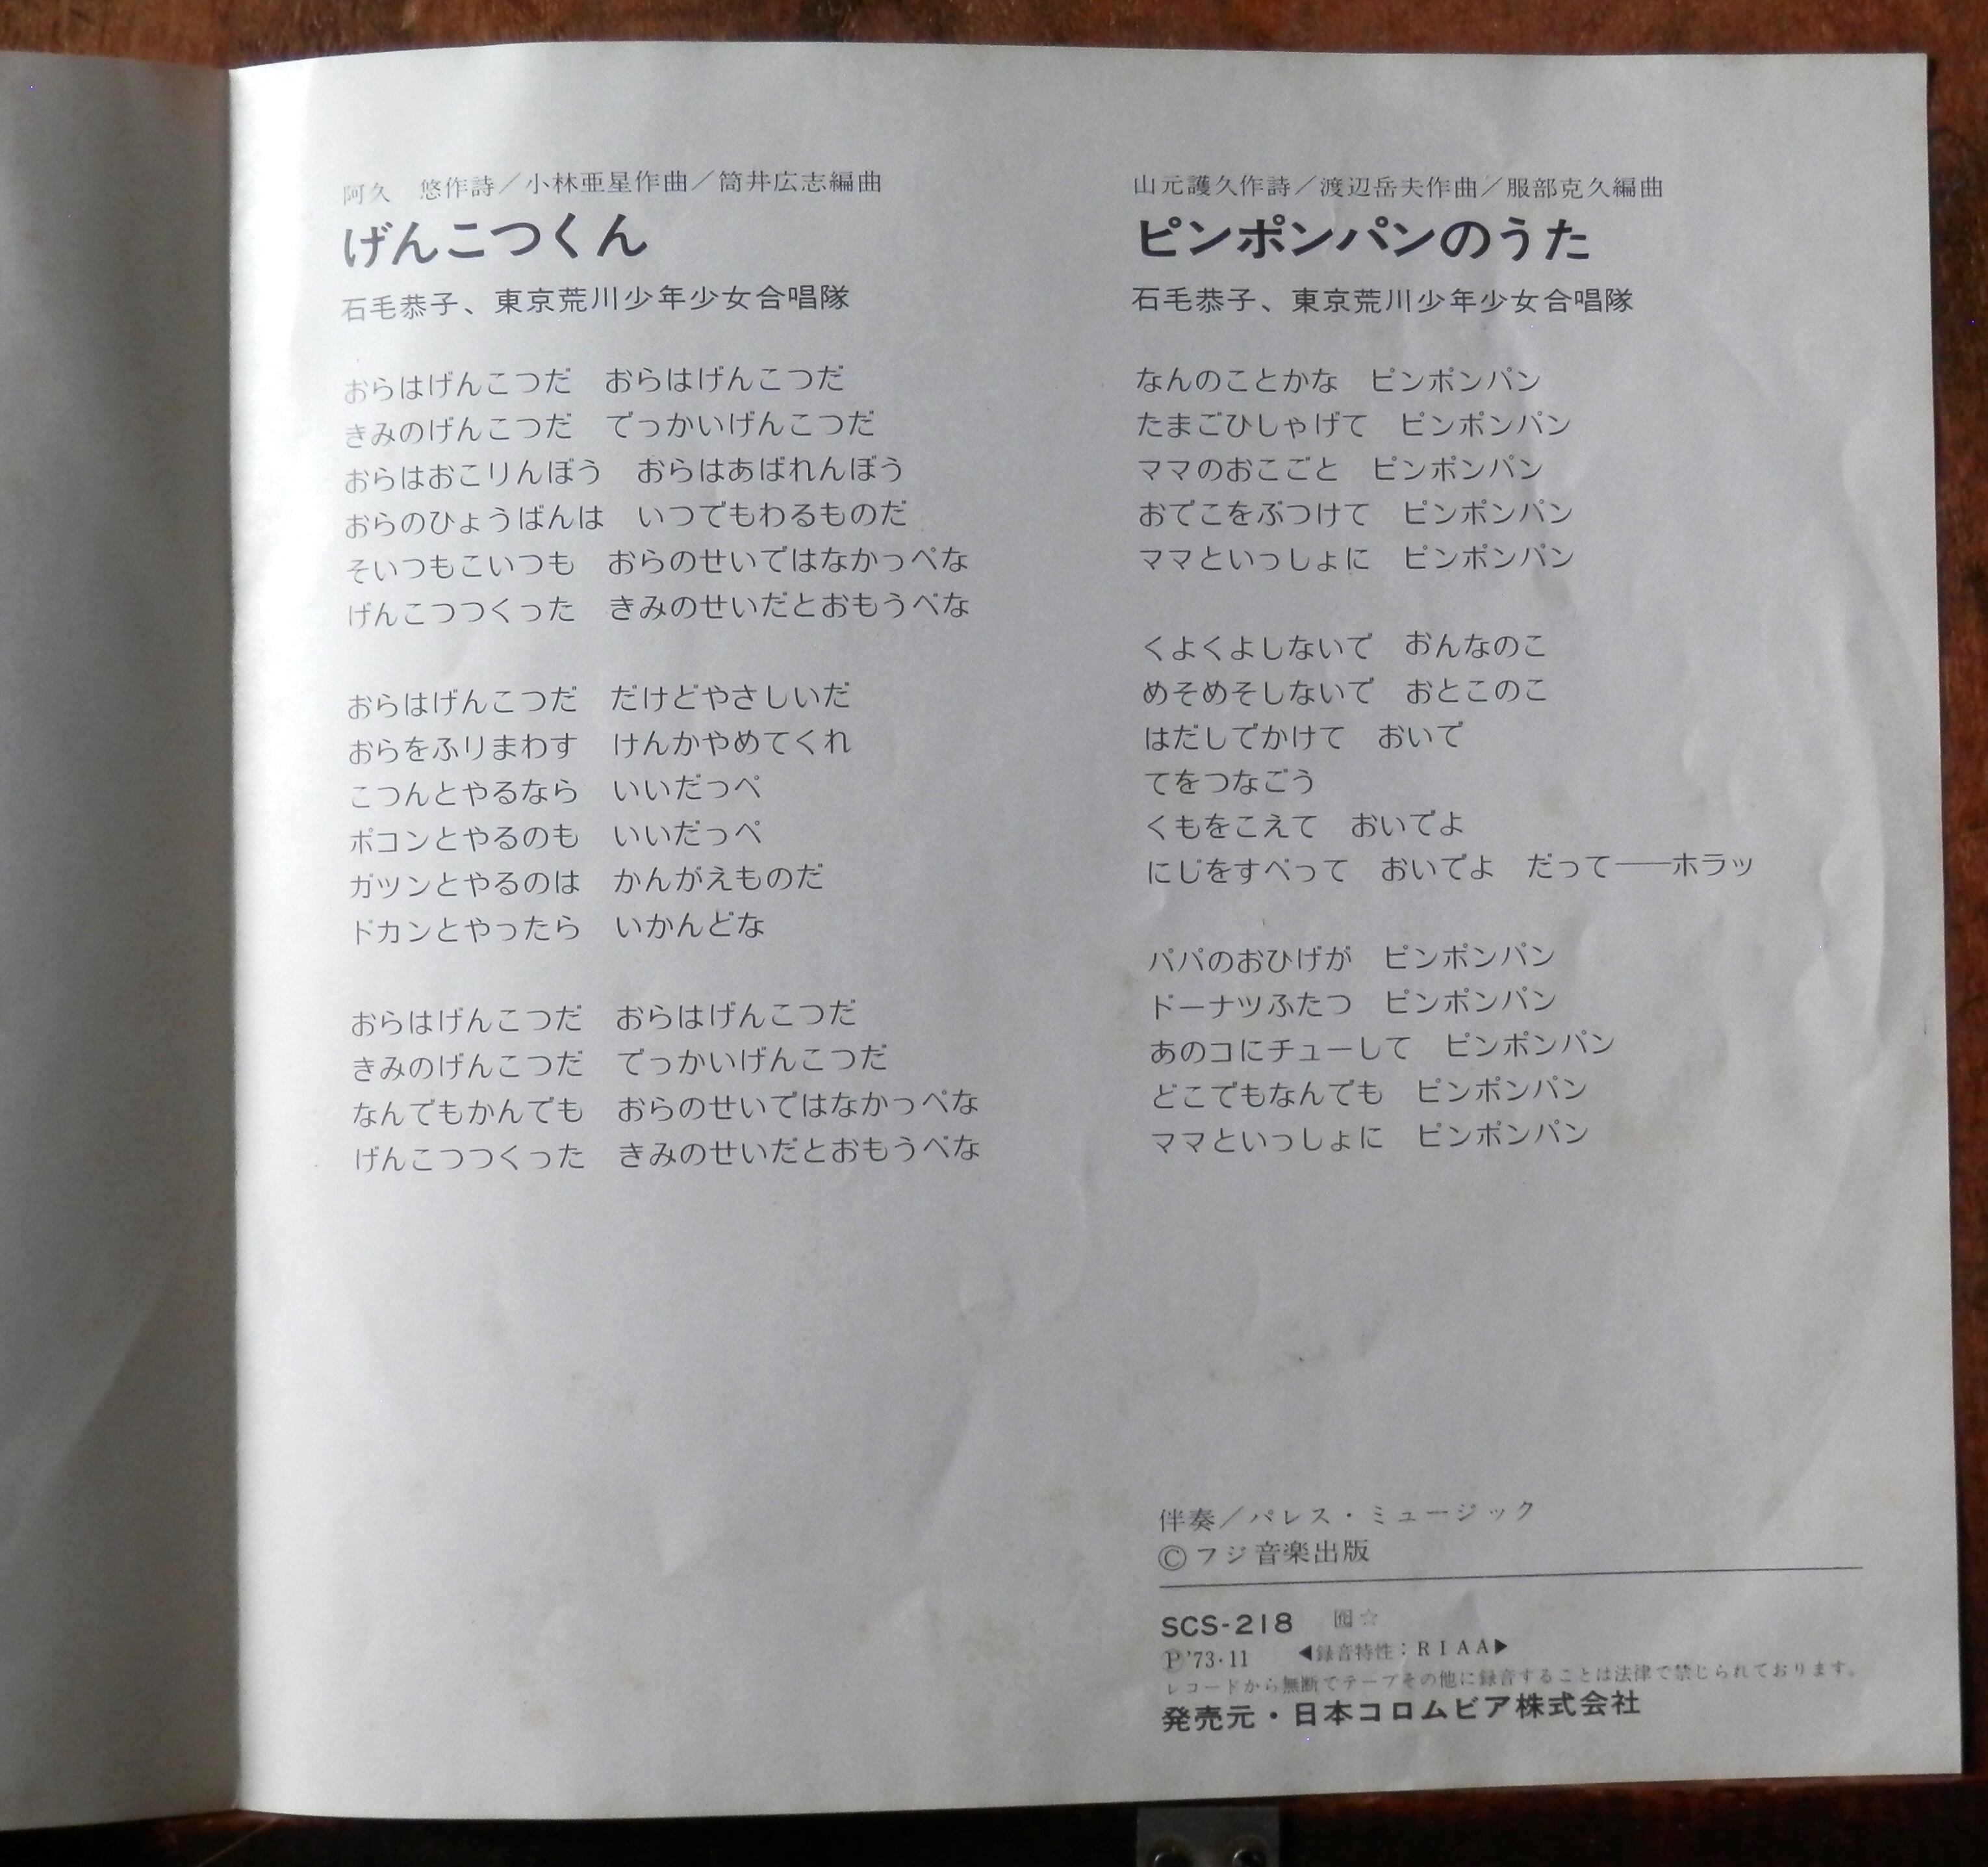 阿久　悠作詩／小林亜星作曲／筒井広志編曲
げんこつくん
石毛恭子、東京荒川少年少女合唱隊
おらはげんこつだ　おらはげんこつだ
きみのげんこつだ　でっかいげんこつだ
おらはおこりんぼう　おらはあばれんぼう
おらのひょうばんは　いつでもわるものだ
そいつもこいつも　おらのせいではなかっぺな
げんこつつくった　きみのせいだとおもうべな
おらはげんこつだ　だけどやさしいだ
おらをふりまわす　けんかやめてくれ
こつんとやるなら　いいだっぺ
ポコンとやるのも　いいだっぺ
ガツンとやるのは　かんがえものだ
ドカンとやったら　いかんどな
おらはげんこつだ　おらはげんこつだ
きみのげんこつだ　でっかいげんこつだ
なんでもかんでも　おらのせいではなかっぺな
げんこつつくった　きみのせいだとおもうべな
山元護久作詩／渡辺岳夫作曲／服部克久編曲
ピンポンパンのうた
石毛恭子、東京荒川少年少女合唱隊
なんのことかな　ピンポンパン
たまごひしゃげて　ピンポンパン
ママのおこごと　ピンポンパン
おでこをぶつけて　ピンポンパン
ママといっしょに　ピンポンパン
くよくよしないで　おんなのこ
めそめそしないで　おとこのこ
はだしでかけて　おいで
てをつなごう
くもをこえて　おいでよ
にじをすべって　おいでよ　だって――ホラッ
パパのおひげが　ピンポンパン
ドーナツふたつ　ピンポンパン
あのコにチューして　ピンポンパン
どこでもなんでも　ピンポンパン
ママといっしょに　ピンポンパン
伴奏／パレス・ミュージック
Ⓒフジ音楽出版
SCS-218　☆
Ⓟ'73·11　◀録音特性：RIAA▶
レコードから無断でテープその他に録音することは法律で禁じられております。
発売元・日本コロムビア株式会社